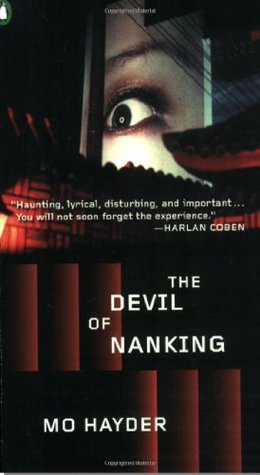 "Haunting, lyrical, disturbing, and important...
You will not soon forget the experience."
—HARLAN COBEN
THE
DEVIL
OF
NANKING
MO HAYDER